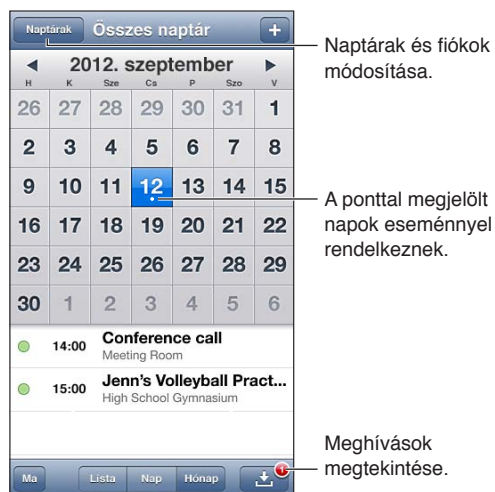 Naptárak Összes naptár +
2012. szeptember
H K Sze Cs P Szo V
26 27 28 29 30 31 1
2 3 4 5 6 7 8
9 10 11 12 13 14 15
16 17 18 19 20 21 22
23 24 25 26 27 28 29
30 1 2 3 4 5 6
14:00 Conference call
Meeting Room
15:00 Jenn's Volleyball Pract...
High School Gymnasium
Ma Lista Nap Hónap 1
Naptárak és fiókok
módosítása.
A ponttal megjelölt
napok eseménnyel
rendelkeznek.
Meghívások
megtekintése.